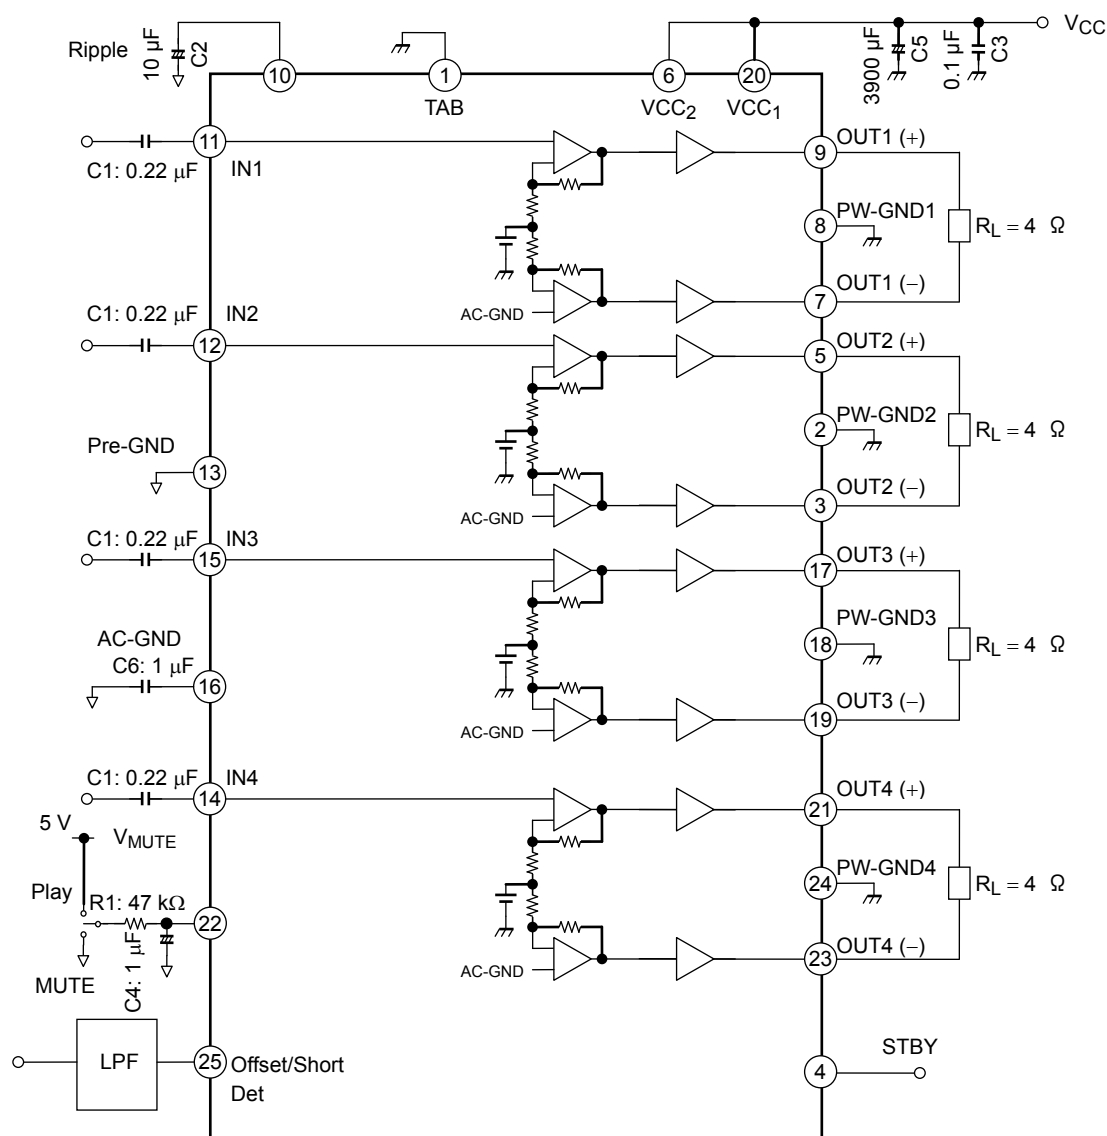 Ripple
10 µF
C2
10
1
TAB
6
VCC2
20
VCC1
3900 µF
C5
0.1 µF
C3
VCC
11
C1: 0.22 µF
IN1
9
OUT1 (+)
8
PW-GND1
RL = 4 Ω
7
OUT1 (−)
AC-GND
C1: 0.22 µF
IN2
12
5
OUT2 (+)
2
PW-GND2
RL = 4 Ω
3
OUT2 (−)
AC-GND
Pre-GND
13
C1: 0.22 µF
IN3
15
17
OUT3 (+)
18
PW-GND3
RL = 4 Ω
19
OUT3 (−)
AC-GND
AC-GND
C6: 1 µF
16
C1: 0.22 µF
IN4
14
21
OUT4 (+)
24
PW-GND4
RL = 4 Ω
23
OUT4 (−)
AC-GND
5 V
VMUTE
Play
R1: 47 kΩ
22
C4: 1 µF
MUTE
LPF
25
Offset/Short
Det
4
STBY